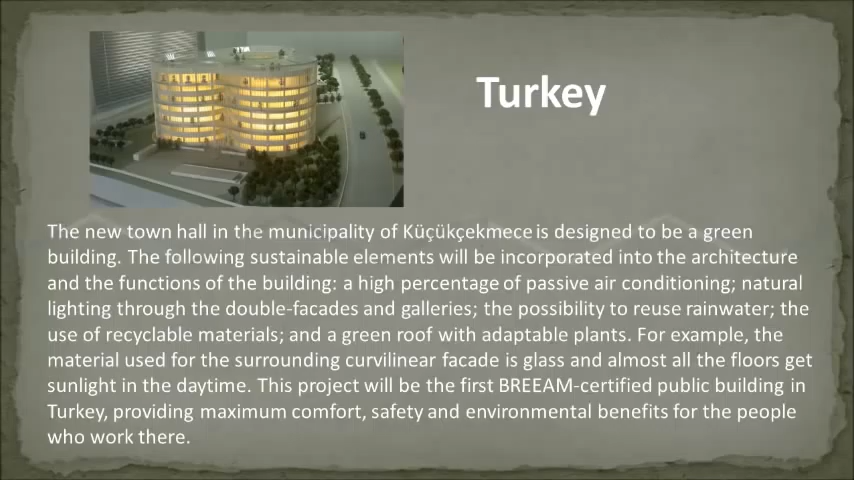 Turkey
The new town hall in the municipality of Küçükçekmece is designed to be a green
building. The following sustainable elements will be incorporated into the architecture
and the functions of the building: a high percentage of passive air conditioning; natural
lighting through the double-facades and galleries; the possibility to reuse rainwater; the
use of recyclable materials; and a green roof with adaptable plants. For example, the
material used for the surrounding curvilinear facade is glass and almost all the floors get
sunlight in the daytime. This project will be the first BREEAM-certified public building in
Turkey, providing maximum comfort, safety and environmental benefits for the people
who work there.